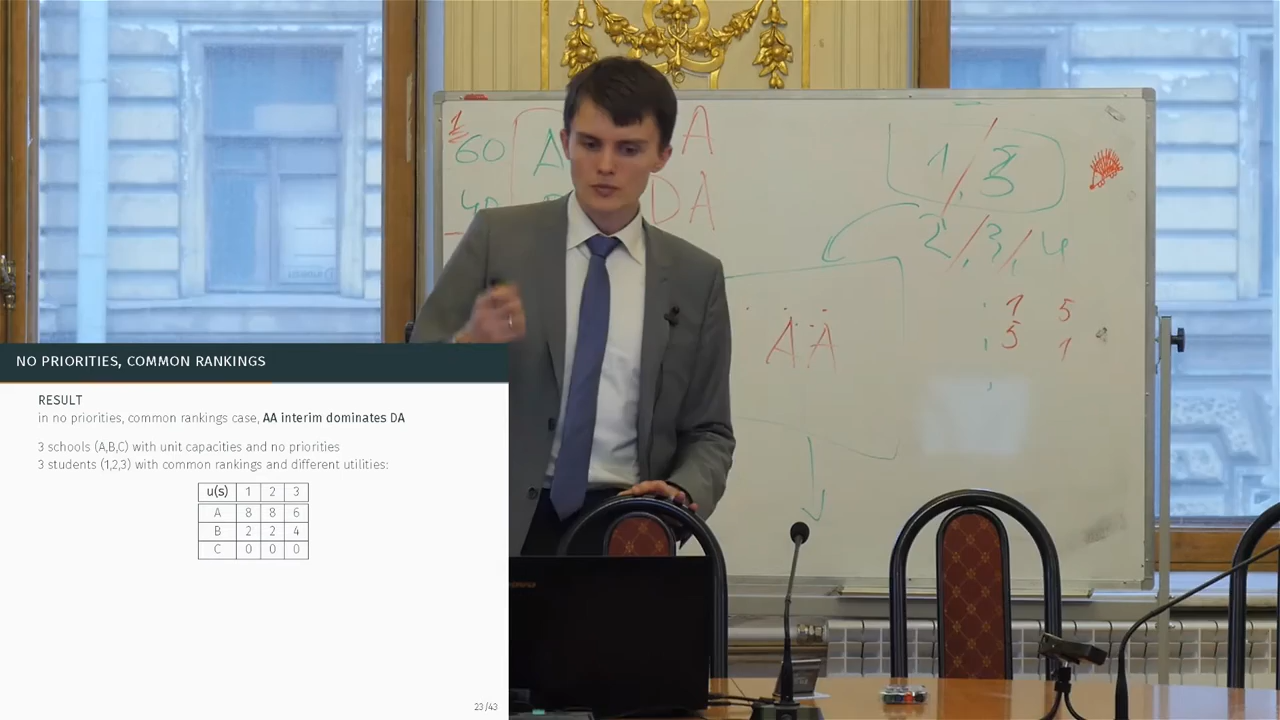 NO PRIORITIES, COMMON RANKINGS
RESULT
in no priorities, common rankings case, AA interim dominates DA
3 schools (A,B,C) with unit capacities and no priorities
3 students (1,2,3) with common rankings and different utilities:
u(s) 1 2 3
A 8 8 6
B 2 2 4
C 0 0 0
23/43
1
60 A A
40 DA
2/3/4
AA
1 5
5 1